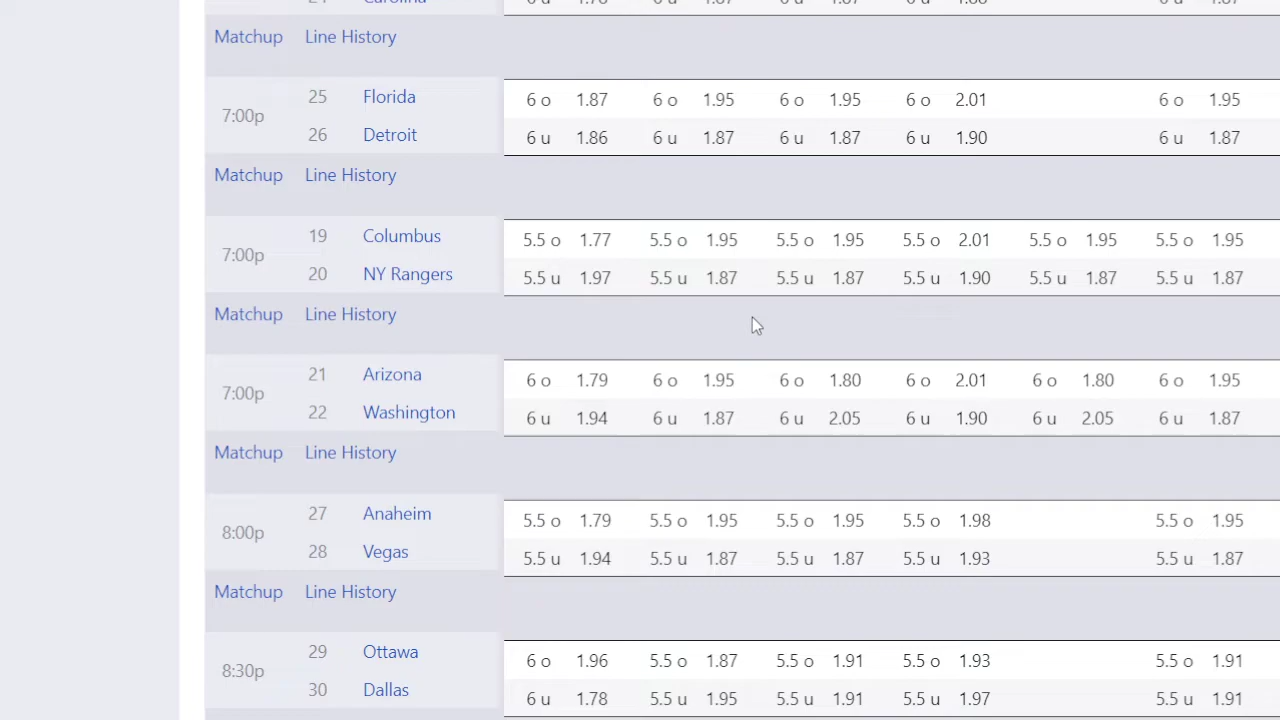 Matchup Line History
7:00p 25 Florida 6 o 1.87 6 o 1.95 6 o 1.95 6 o 2.01 6 o 1.95
26 Detroit 6 u 1.86 6 u 1.87 6 u 1.87 6 u 1.90 6 u 1.87
Matchup Line History
7:00p 19 Columbus 5.5 o 1.77 5.5 o 1.95 5.5 o 1.95 5.5 o 2.01 5.5 o 1.95 5.5 o 1.95
20 NY Rangers 5.5 u 1.97 5.5 u 1.87 5.5 u 1.87 5.5 u 1.90 5.5 u 1.87 5.5 u 1.87
Matchup Line History
7:00p 21 Arizona 6 o 1.79 6 o 1.95 6 o 1.80 6 o 2.01 6 o 1.80 6 o 1.95
22 Washington 6 u 1.94 6 u 1.87 6 u 2.05 6 u 1.90 6 u 2.05 6 u 1.87
Matchup Line History
8:00p 27 Anaheim 5.5 o 1.79 5.5 o 1.95 5.5 o 1.95 5.5 o 1.98 5.5 o 1.95
28 Vegas 5.5 u 1.94 5.5 u 1.87 5.5 u 1.87 5.5 u 1.93 5.5 u 1.87
Matchup Line History
8:30p 29 Ottawa 6 o 1.96 5.5 o 1.87 5.5 o 1.91 5.5 o 1.93 5.5 o 1.91
30 Dallas 6 u 1.78 5.5 u 1.95 5.5 u 1.91 5.5 u 1.97 5.5 u 1.91